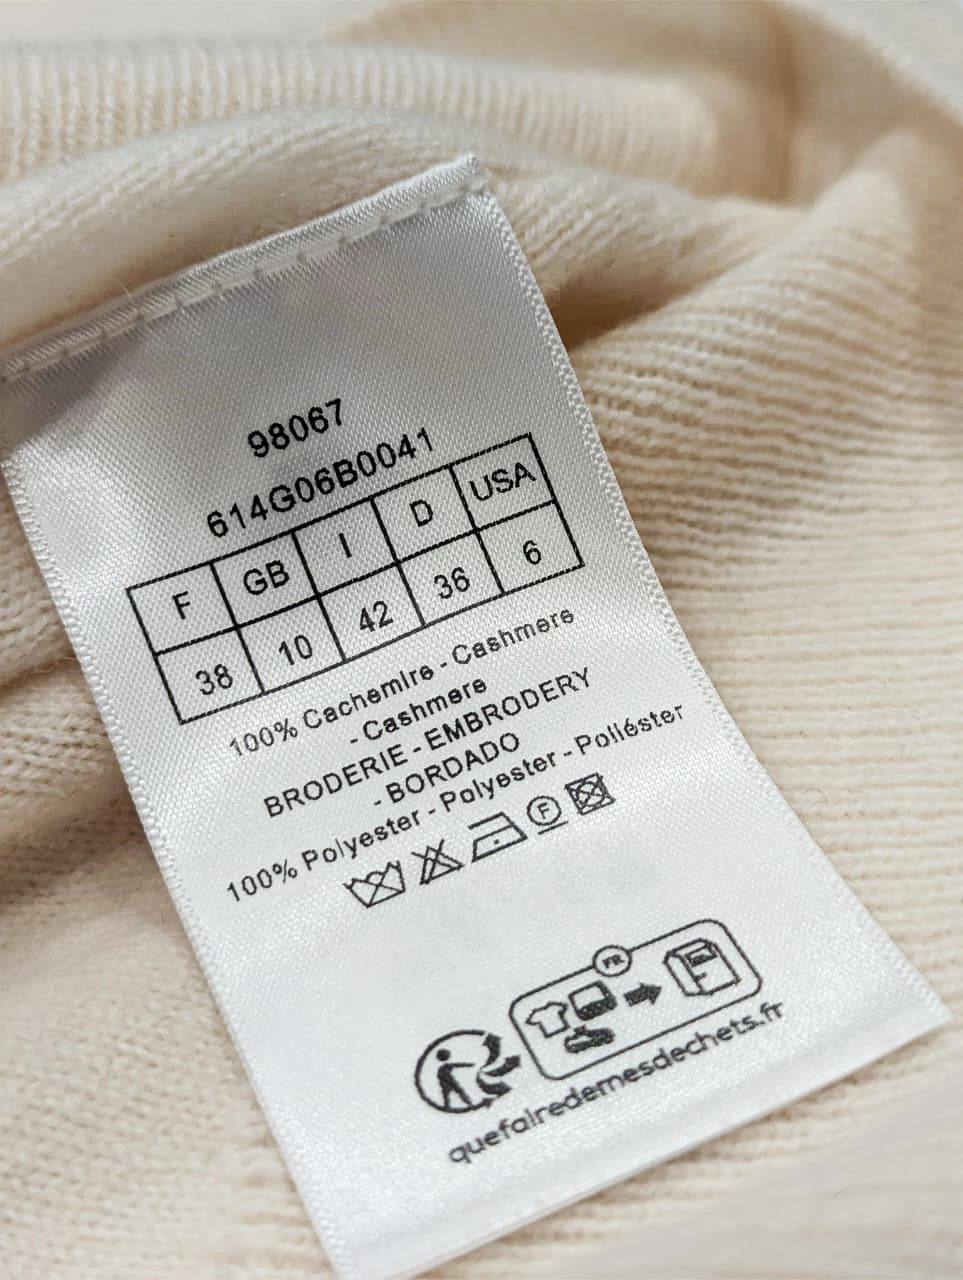 98067
614G06B0041
F GB I D USA
38 10 42 36 6
100% Cachemire - Cashmere
- Cashmere
BRODERIE - EMBRODERY
- BORDADO
100% Polyester - Polyester - Poliéster
F
FR
quefairedemesdechets.fr